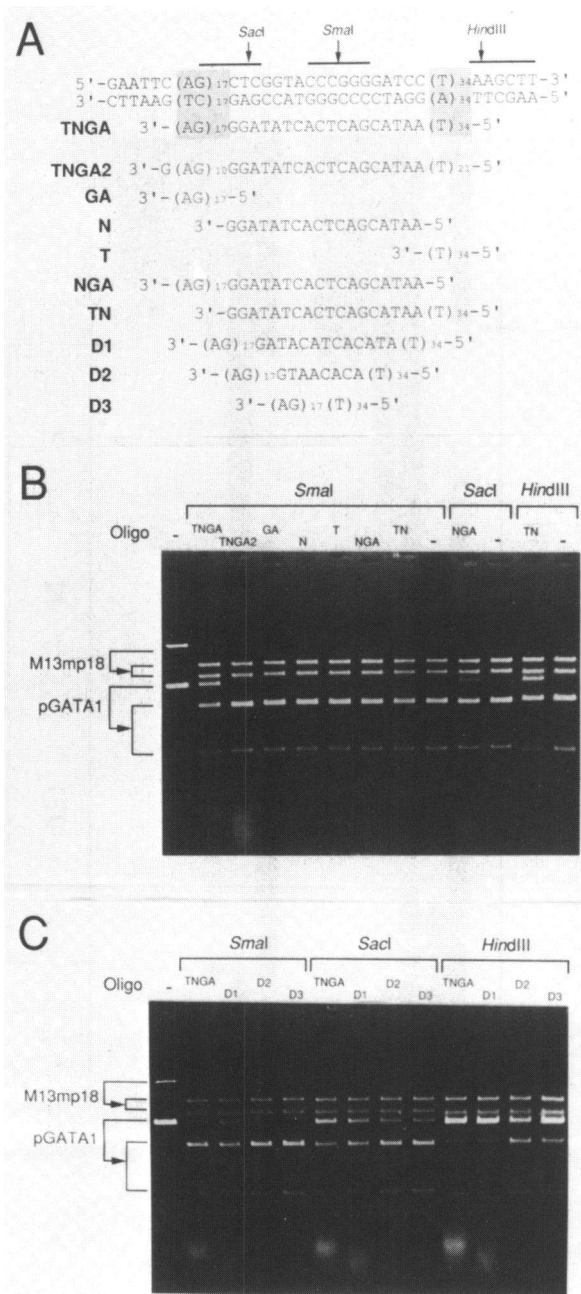 A
SacI SmaI HindIII
5'-GAATTC(AG)17CTCGGTACCCGGGGATCC(T)34AAGCTT-3'
3'-CTTAAG(TC)17GAGCCATGGGCCCCTAGG(A)34TTCGAA-5'
TNGA 3'-(AG)17GGATATCACTCAGCATAA(T)34-5'
TNGA2 3'-G(AG)10GGATATCACTCAGCATAA(T)21-5'
GA 3'-(AG)17-5'
N 3'-GGATATCACTCAGCATAA-5'
T 3'-(T)34-5'
NGA 3'-(AG)17GGATATCACTCAGCATAA-5'
TN 3'-GGATATCACTCAGCATAA(T)34-5'
D1 3'-(AG)17GATACATCACATA(T)34-5'
D2 3'-(AG)17GTAACACA(T)34-5'
D3 3'-(AG)17(T)34-5'
B
SmaI SacI HindIII
Oligo - TNGA TNGA2 GA N T NGA TN - NGA - TN -
M13mp18
pGATA1
C
SmaI SacI HindIII
Oligo - TNGA D1 D2 D3 TNGA D1 D2 D3 TNGA D1 D2 D3
M13mp18
pGATA1